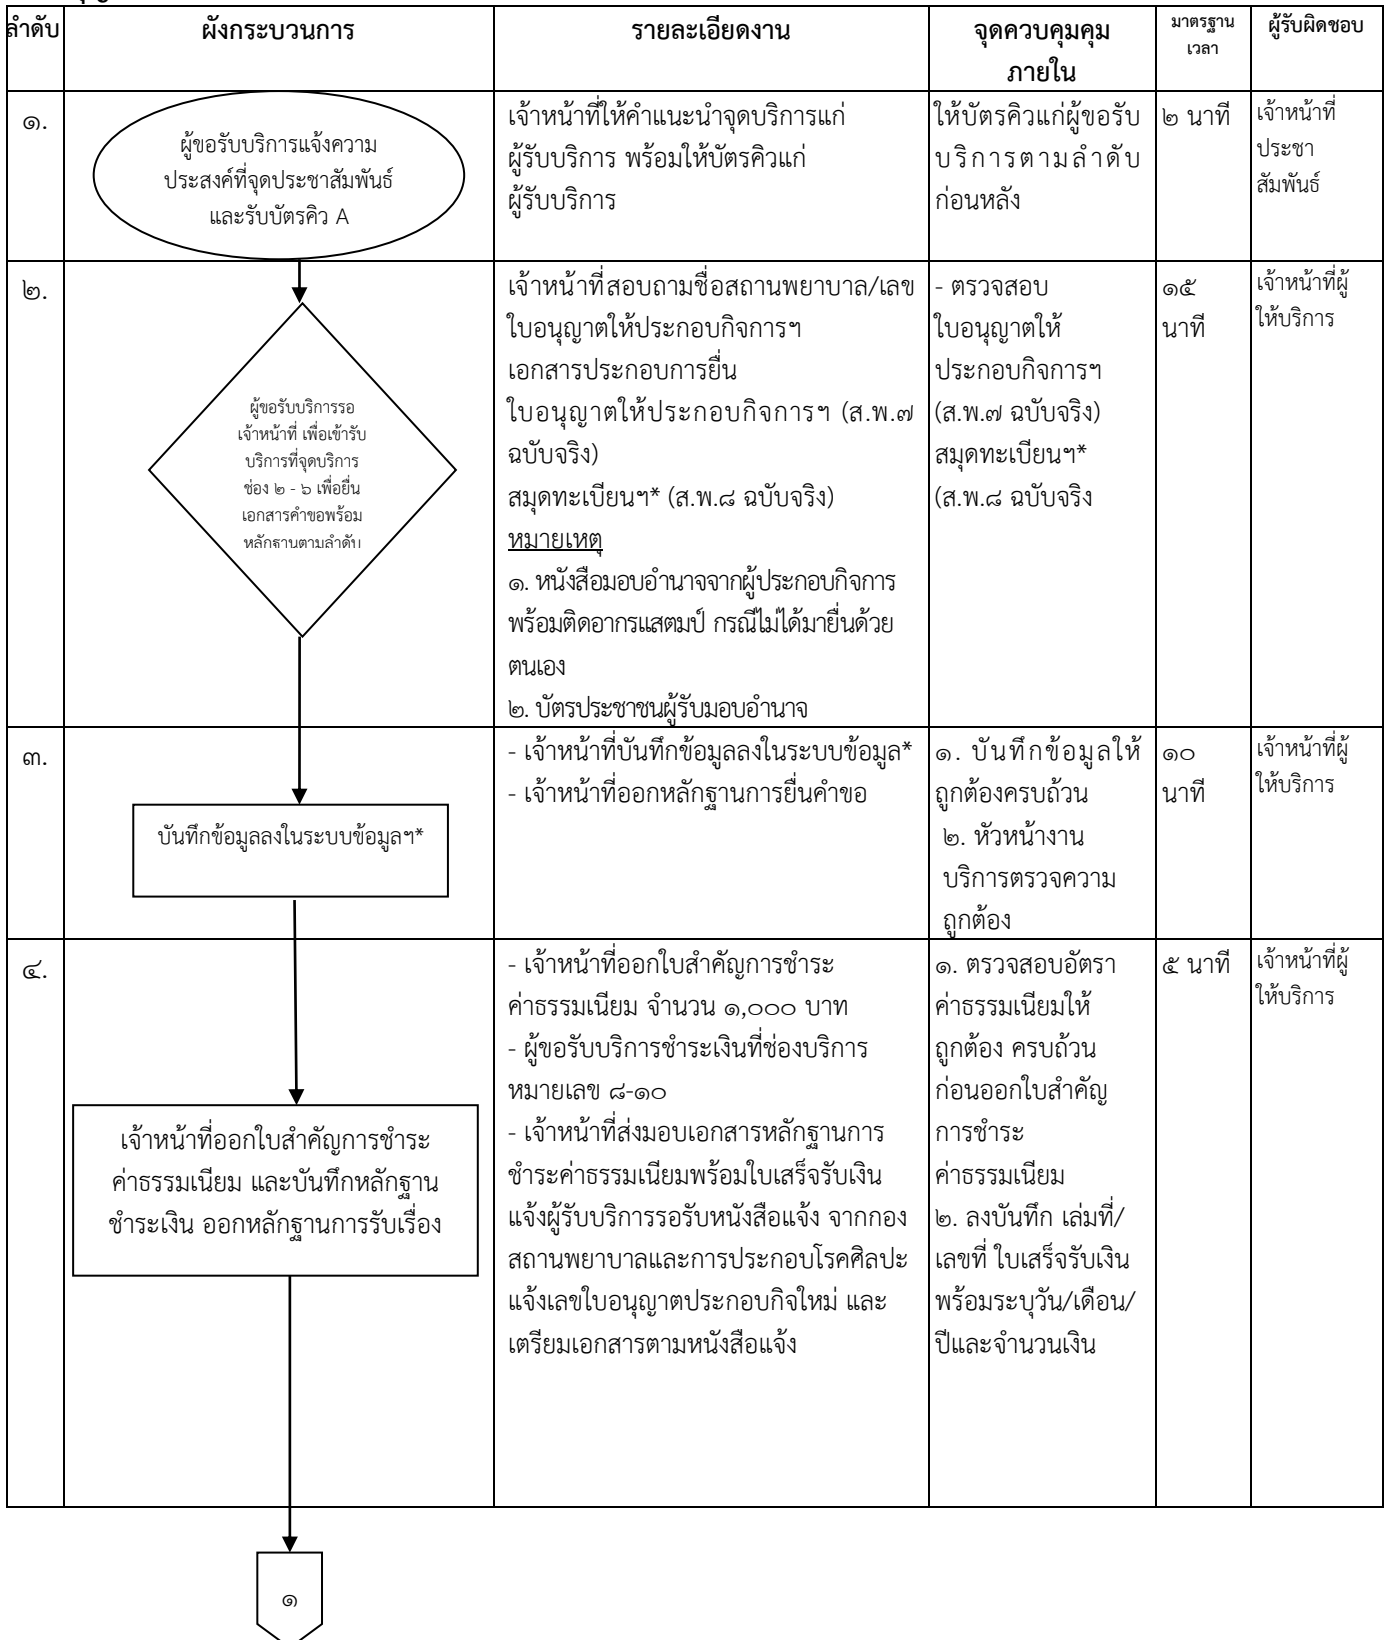 ลำดับ
ผังกระบวนการ
รายละเอียดงาน
จุดควบคุมคุม
ภายใน
มาตรฐาน
เวลา
ผู้รับผิดชอบ
๑.
ผู้ขอรับบริการแจ้งความ
ประสงค์ที่จุดประชาสัมพันธ์
และรับบัตรคิว A
เจ้าหน้าที่ให้คำแนะนำจุดบริการแก่
ผู้รับบริการ พร้อมให้บัตรคิวแก่
ผู้รับบริการ
ให้บัตรคิวแก่ผู้ขอรับ
บริการตามลำดับ
ก่อนหลัง
๒ นาที
เจ้าหน้าที่
ประชา
สัมพันธ์
๒.
ผู้ขอรับบริการรอ
เจ้าหน้าที่ เพื่อเข้ารับ
บริการที่จุดบริการ
ช่อง ๒ - ๖ เพื่อยื่น
เอกสารคำขอพร้อม
หลักฐานตามลำดับ
เจ้าหน้าที่สอบถามชื่อสถานพยาบาล/เลข
ใบอนุญาตให้ประกอบกิจการฯ
เอกสารประกอบการยื่น
ใบอนุญาตให้ประกอบกิจการฯ (ส.พ.๗
ฉบับจริง)
สมุดทะเบียนฯ* (ส.พ.๘ ฉบับจริง)
หมายเหตุ
๑. หนังสือมอบอำนาจจากผู้ประกอบกิจการ
พร้อมติดอากรแสตมป์ กรณีไม่ได้มายื่นด้วย
ตนเอง
๒. บัตรประชาชนผู้รับมอบอำนาจ
- ตรวจสอบ
ใบอนุญาตให้
ประกอบกิจการฯ
(ส.พ.๗ ฉบับจริง)
สมุดทะเบียนฯ*
(ส.พ.๘ ฉบับจริง
๑๕
นาที
เจ้าหน้าที่ผู้
ให้บริการ
๓.
บันทึกข้อมูลลงในระบบข้อมูลฯ*
- เจ้าหน้าที่บันทึกข้อมูลลงในระบบข้อมูล*
- เจ้าหน้าที่ออกหลักฐานการยื่นคำขอ
๑. บันทึกข้อมูลให้
ถูกต้องครบถ้วน
๒. หัวหน้างาน
บริการตรวจความ
ถูกต้อง
๑๐
นาที
เจ้าหน้าที่ผู้
ให้บริการ
๔.
เจ้าหน้าที่ออกใบสำคัญการชำระ
ค่าธรรมเนียม และบันทึกหลักฐาน
ชำระเงิน ออกหลักฐานการรับเรื่อง
- เจ้าหน้าที่ออกใบสำคัญการชำระ
ค่าธรรมเนียม จำนวน ๑,๐๐๐ บาท
- ผู้ขอรับบริการชำระเงินที่ช่องบริการ
หมายเลข ๘-๑๐
- เจ้าหน้าที่ส่งมอบเอกสารหลักฐานการ
ชำระค่าธรรมเนียมพร้อมใบเสร็จรับเงิน
แจ้งผู้รับบริการรอรับหนังสือแจ้ง จากกอง
สถานพยาบาลและการประกอบโรคศิลปะ
แจ้งเลขใบอนุญาตประกอบกิจใหม่ และ
เตรียมเอกสารตามหนังสือแจ้ง
๑. ตรวจสอบอัตรา
ค่าธรรมเนียมให้
ถูกต้อง ครบถ้วน
ก่อนออกใบสำคัญ
การชำระ
ค่าธรรมเนียม
๒. ลงบันทึก เล่มที่/
เลขที่ ใบเสร็จรับเงิน
พร้อมระบุวัน/เดือน/
ปีและจำนวนเงิน
๕ นาที
เจ้าหน้าที่ผู้
ให้บริการ
๑